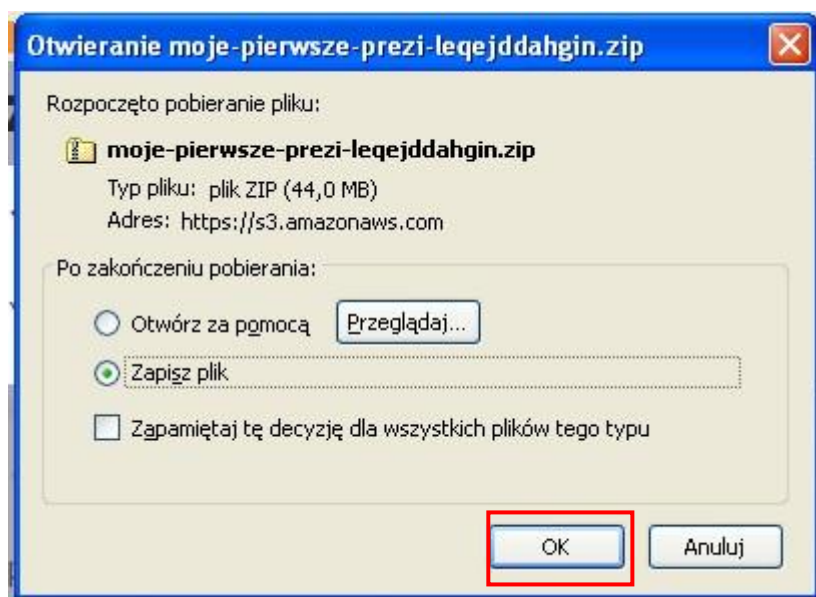 Otwieranie moje-pierwsze-prezi-leqejddahgin.zip
Rozpoczęto pobieranie pliku:
moje-pierwsze-prezi-leqejddahgin.zip
Typ pliku: plik ZIP (44,0 MB)
Adres: https://s3.amazonaws.com
Po zakończeniu pobierania:
Otwórz za pomocą Przeglądaj...
Zapisz plik
Zapamiętaj tę decyzję dla wszystkich plików tego typu
OK Anuluj